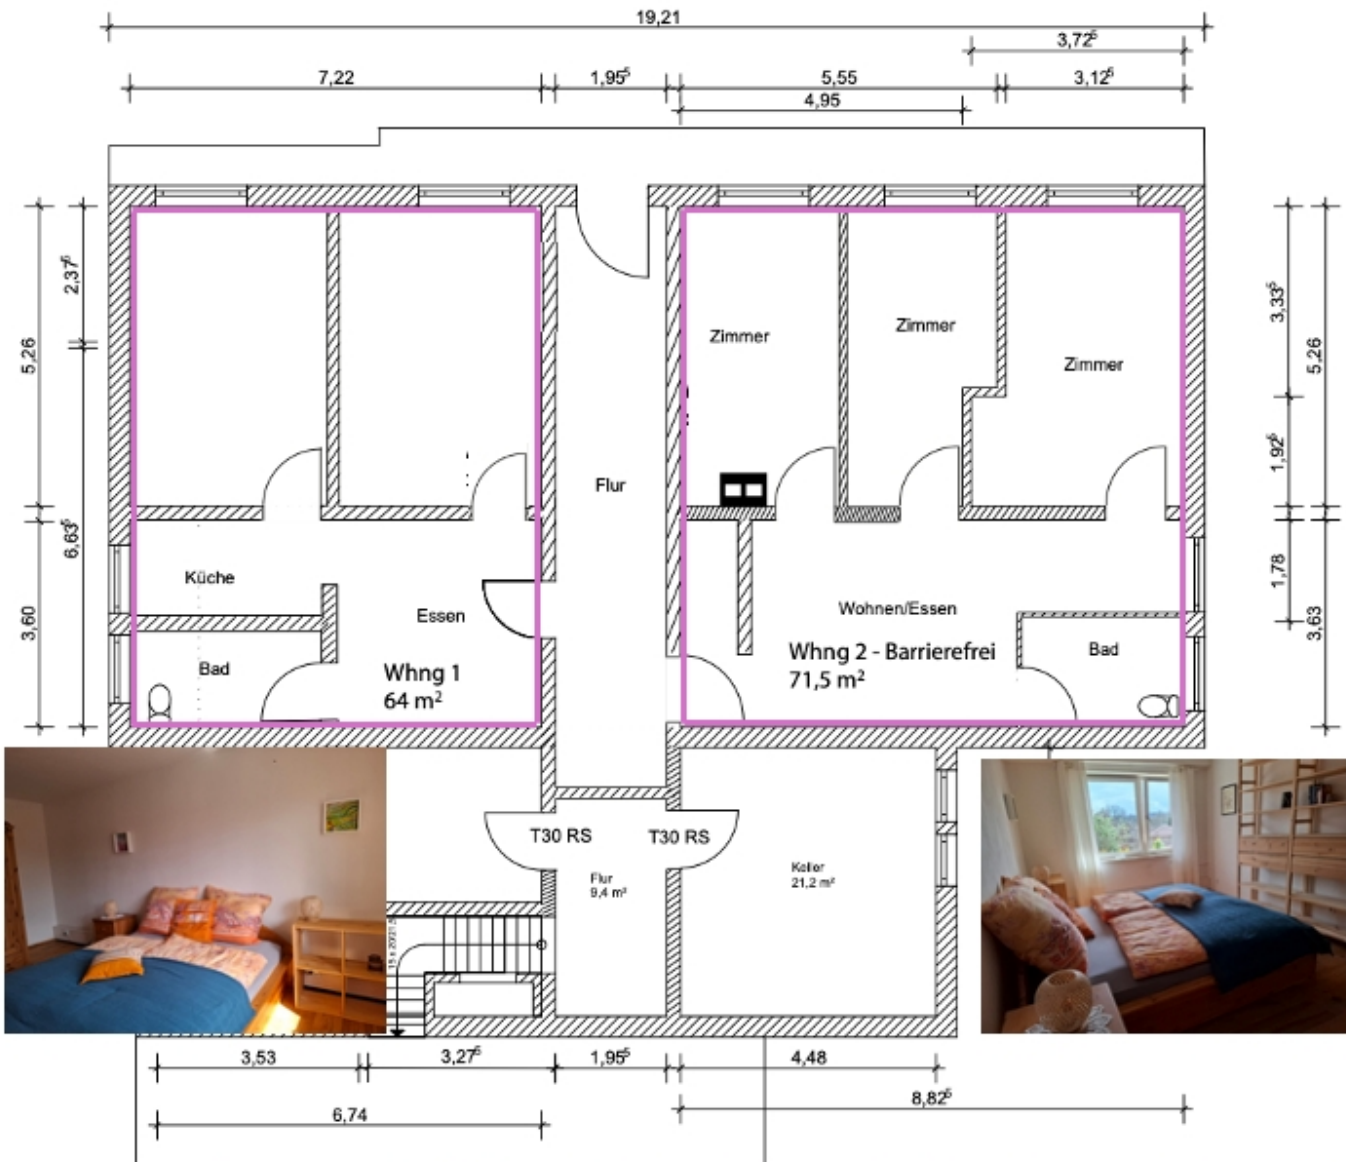 19,21
3,72⁵
7,22
1,95⁵
5,55
3,12⁵
4,95
5,26
2,37⁵
6,63⁵
3,60
3,33⁵
5,26
1,92⁵
1,78
3,63
Zimmer
Zimmer
Zimmer
Flur
Küche
Essen
Bad
Whng 1
64 m²
Wohnen/Essen
Whng 2 - Barrierefrei
71,5 m²
Bad
T30 RS
T30 RS
Flur
9,4 m²
Keller
21,2 m²
3,53
3,27⁵
1,95⁵
4,48
8,82⁵
6,74